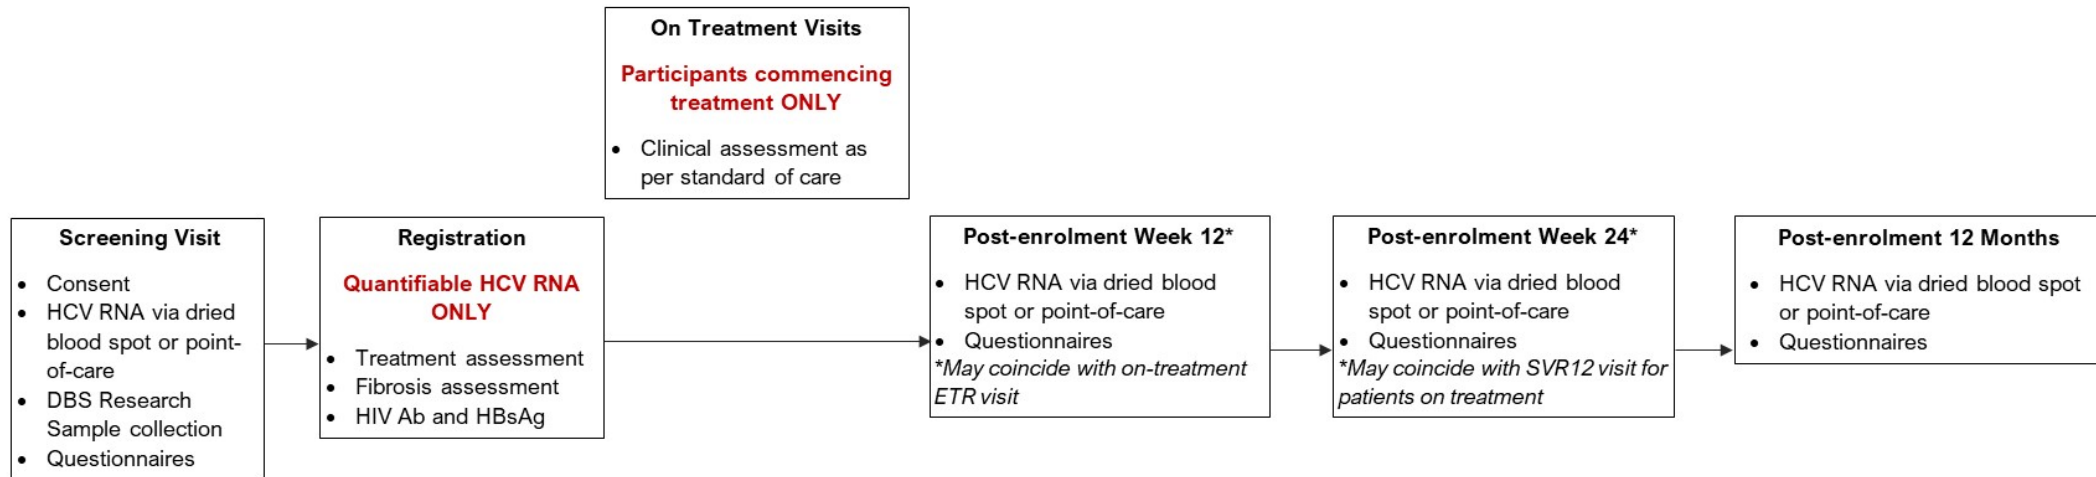 On Treatment Visits
Participants commencing
treatment ONLY
• Clinical assessment as
per standard of care
Screening Visit
• Consent
• HCV RNA via dried
blood spot or point-
of-care
• DBS Research
Sample collection
• Questionnaires
Registration
Quantifiable HCV RNA
ONLY
• Treatment assessment
• Fibrosis assessment
• HIV Ab and HBsAg
Post-enrolment Week 12*
• HCV RNA via dried blood
spot or point-of-care
• Questionnaires
*May coincide with on-treatment
ETR visit
Post-enrolment Week 24*
• HCV RNA via dried blood
spot or point-of-care
• Questionnaires
*May coincide with SVR12 visit for
patients on treatment
Post-enrolment 12 Months
• HCV RNA via dried blood spot
or point-of-care
• Questionnaires